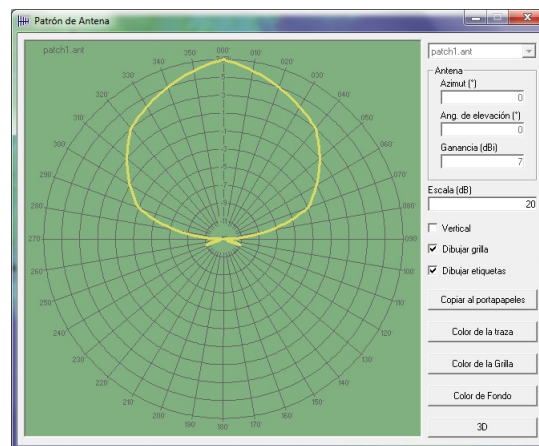 Patrón de Antena
patch1.ant
000
010
020
030
040
050
060
070
080
090
100
110
120
130
140
150
160
170
180
190
200
210
220
230
240
250
260
270
280
290
300
310
320
330
340
350
patch1.ant
Antena
Azimut (°)
0
Ang. de elevación (°)
0
Ganancia (dBi)
7
Escala (dB)
20
Vertical
Dibujar grilla
Dibujar etiquetas
Copiar al portapapeles
Color de la traza
Color de la Grilla
Color de Fondo
3D